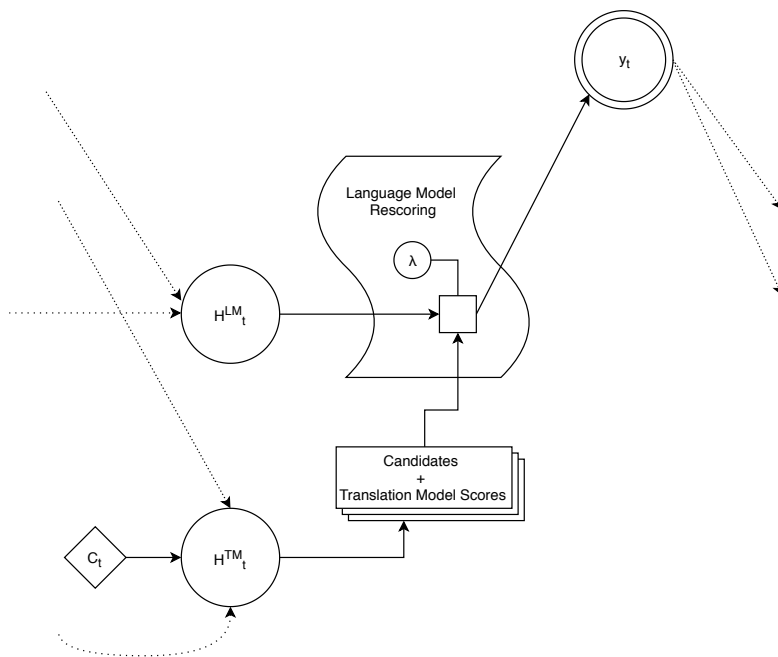 y_t
Language Model
Rescoring
λ
H^LM_t
Candidates
+
Translation Model Scores
C_t
H^TM_t